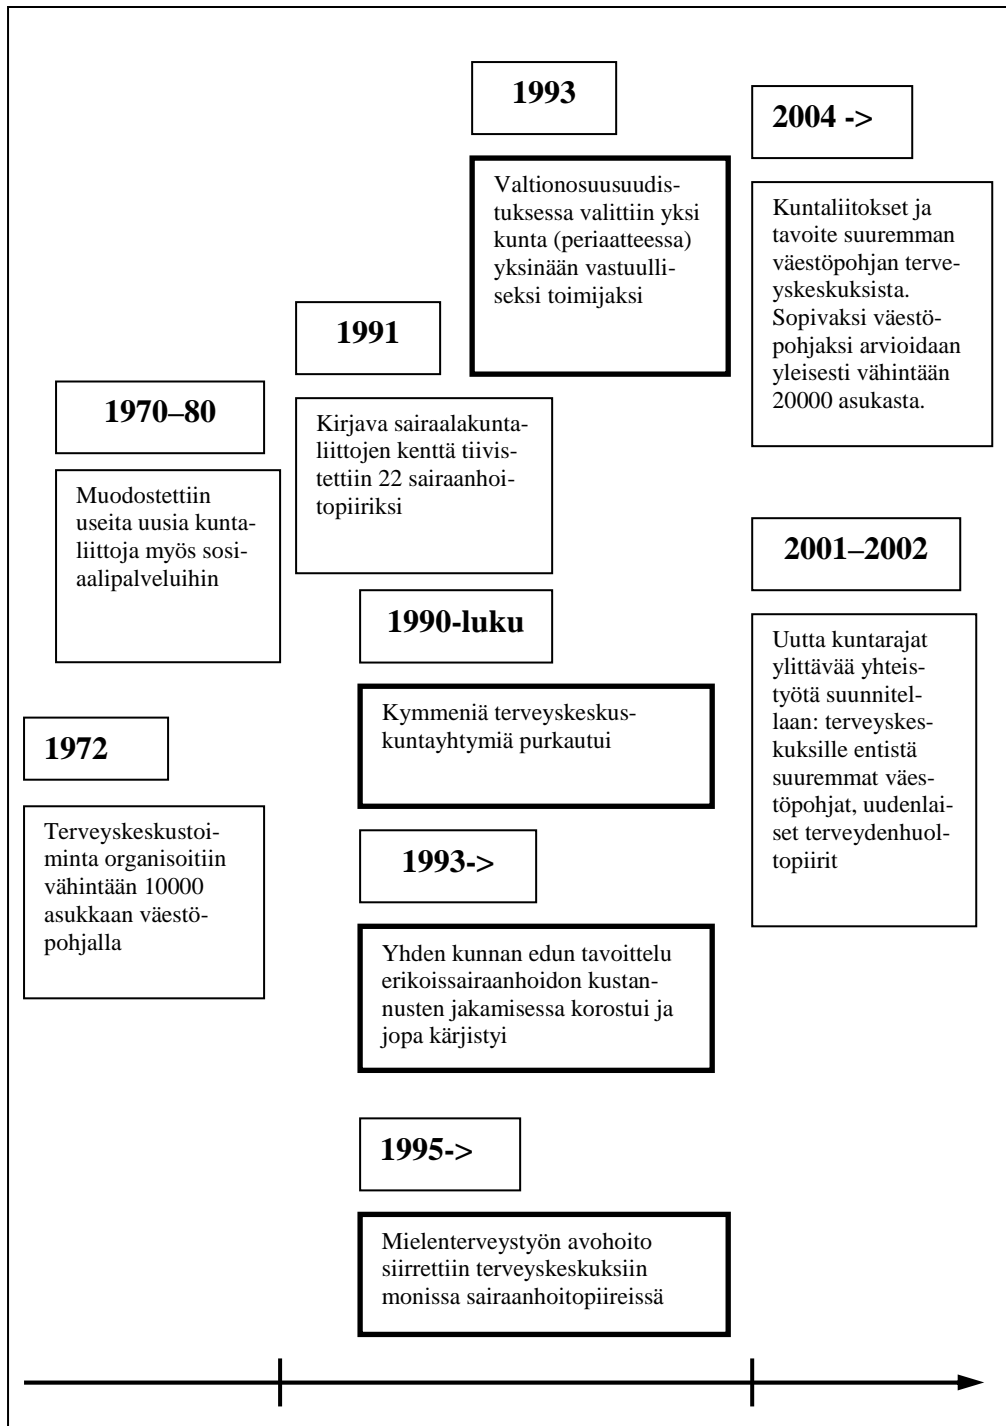 1993
Valtionosuusuudis-
tuksessa valittiin yksi
kunta (periaatteessa)
yksinään vastuulli-
seksi toimijaksi
2004 ->
Kuntaliitokset ja
tavoite suuremman
väestöpohjan terve-
yskeskuksista.
Sopivaksi väestö-
pohjaksi arvioidaan
yleisesti vähintään
20000 asukasta.
1991
Kirjava sairaalakunta-
liittojen kenttä tiivis-
tettiin 22 sairaanhoi-
topiiriksi
1970–80
Muodostettiin
useita uusia kunta-
liittoja myös sosi-
aalipalveluihin
2001–2002
Uutta kuntarajat
ylittävää yhteis-
työtä suunnitel-
laan: terveyskes-
kuksille entistä
suuremmat väes-
töpohjat, uudenlai-
set terveydenhuol-
topiirit
1990-luku
Kymmeniä terveyskeskus-
kuntayhtymiä purkautui
1972
Terveyskeskustoi-
minta organisoitiin
vähintään 10000
asukkaan väestö-
pohjalla
1993->
Yhden kunnan edun tavoittelu
erikoissairaanhoidon kustan-
nusten jakamisessa korostui ja
jopa kärjistyi
1995->
Mielenterveystyön avohoito
siirrettiin terveyskeskuksiin
monissa sairaanhoitopiireissä